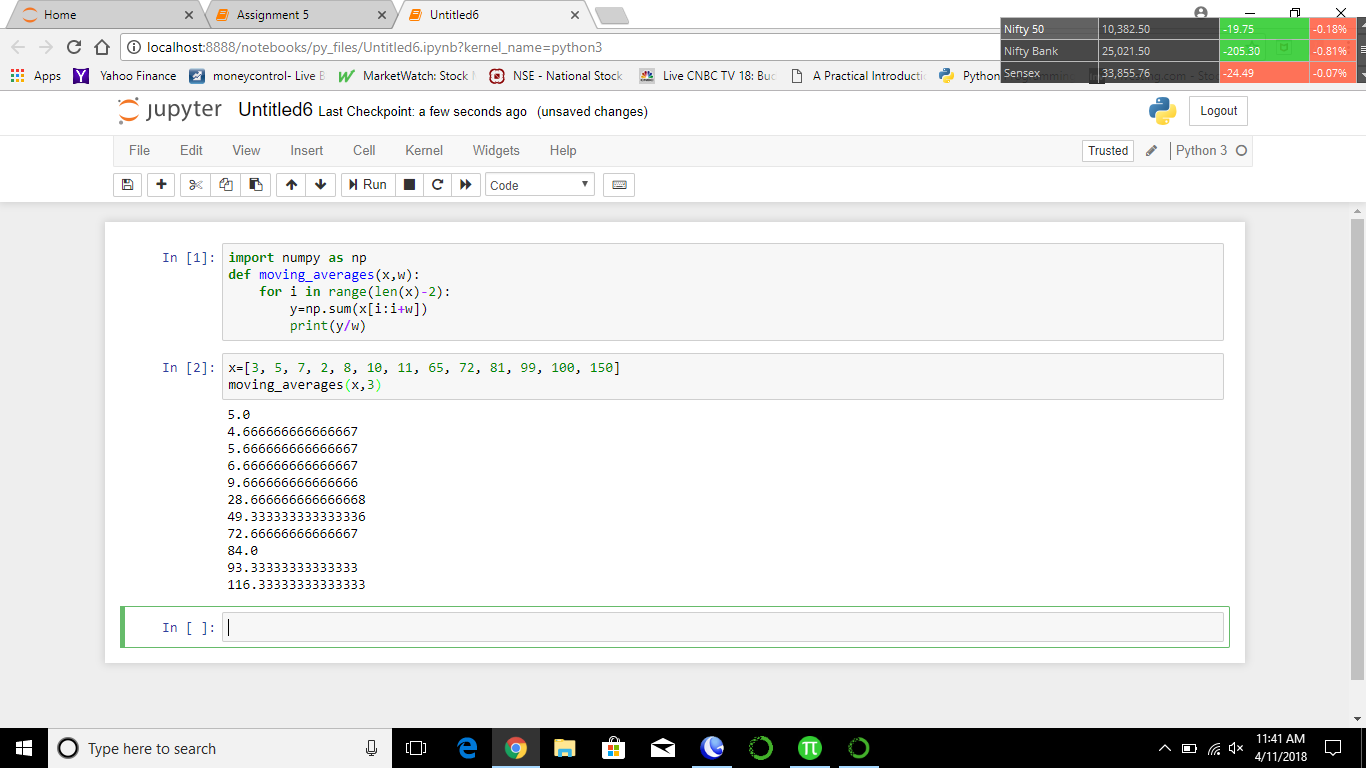 Home
Assignment 5
Untitled6
localhost:8888/notebooks/py_files/Untitled6.ipynb?kernel_name=python3
Nifty 50 10,382.50 -19.75 -0.18%
Nifty Bank 25,021.50 -205.30 -0.81%
Sensex 33,855.76 -24.49 -0.07%
Apps Yahoo Finance moneycontrol- Live B MarketWatch: Stock NSE - National Stock Live CNBC TV 18: Bu A Practical Introducti Python
jupyter Untitled6 Last Checkpoint: a few seconds ago (unsaved changes)
Logout
File Edit View Insert Cell Kernel Widgets Help
Trusted Python 3
Run Code
In [1]: import numpy as np
def moving_averages(x,w):
    for i in range(len(x)-2):
        y=np.sum(x[i:i+w])
        print(y/w)
In [2]: x=[3, 5, 7, 2, 8, 10, 11, 65, 72, 81, 99, 100, 150]
moving_averages(x,3)
5.0
4.666666666666667
5.666666666666667
6.666666666666667
9.666666666666666
28.666666666666668
49.333333333333336
72.66666666666667
84.0
93.33333333333333
116.33333333333333
In [ ]:
Type here to search
11:41 AM
4/11/2018